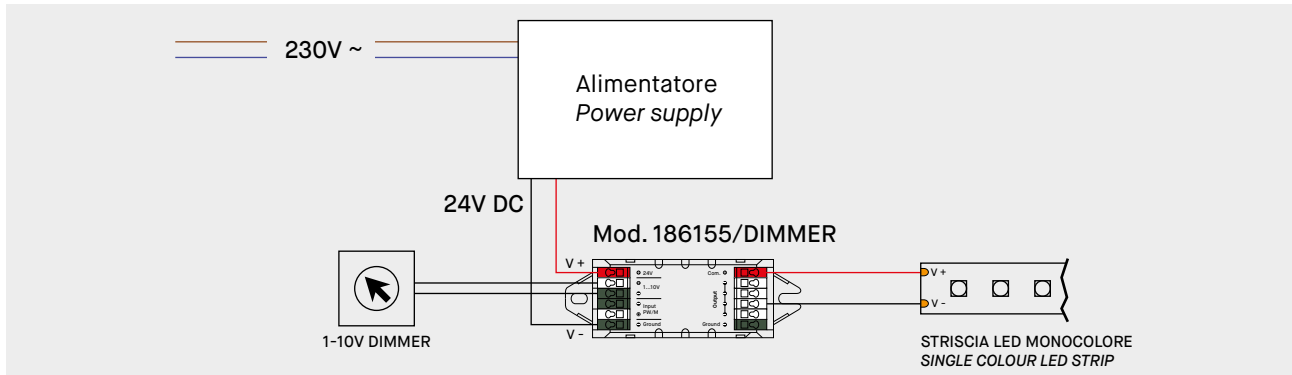 230V ~
Alimentatore
Power supply
24V DC
Mod. 186155/DIMMER
V +
24V
1...10V
Input
PW/M
Ground
V -
Com.
Output
Ground
1-10V DIMMER
V +
V -
STRISCIA LED MONOCOLORE
SINGLE COLOUR LED STRIP